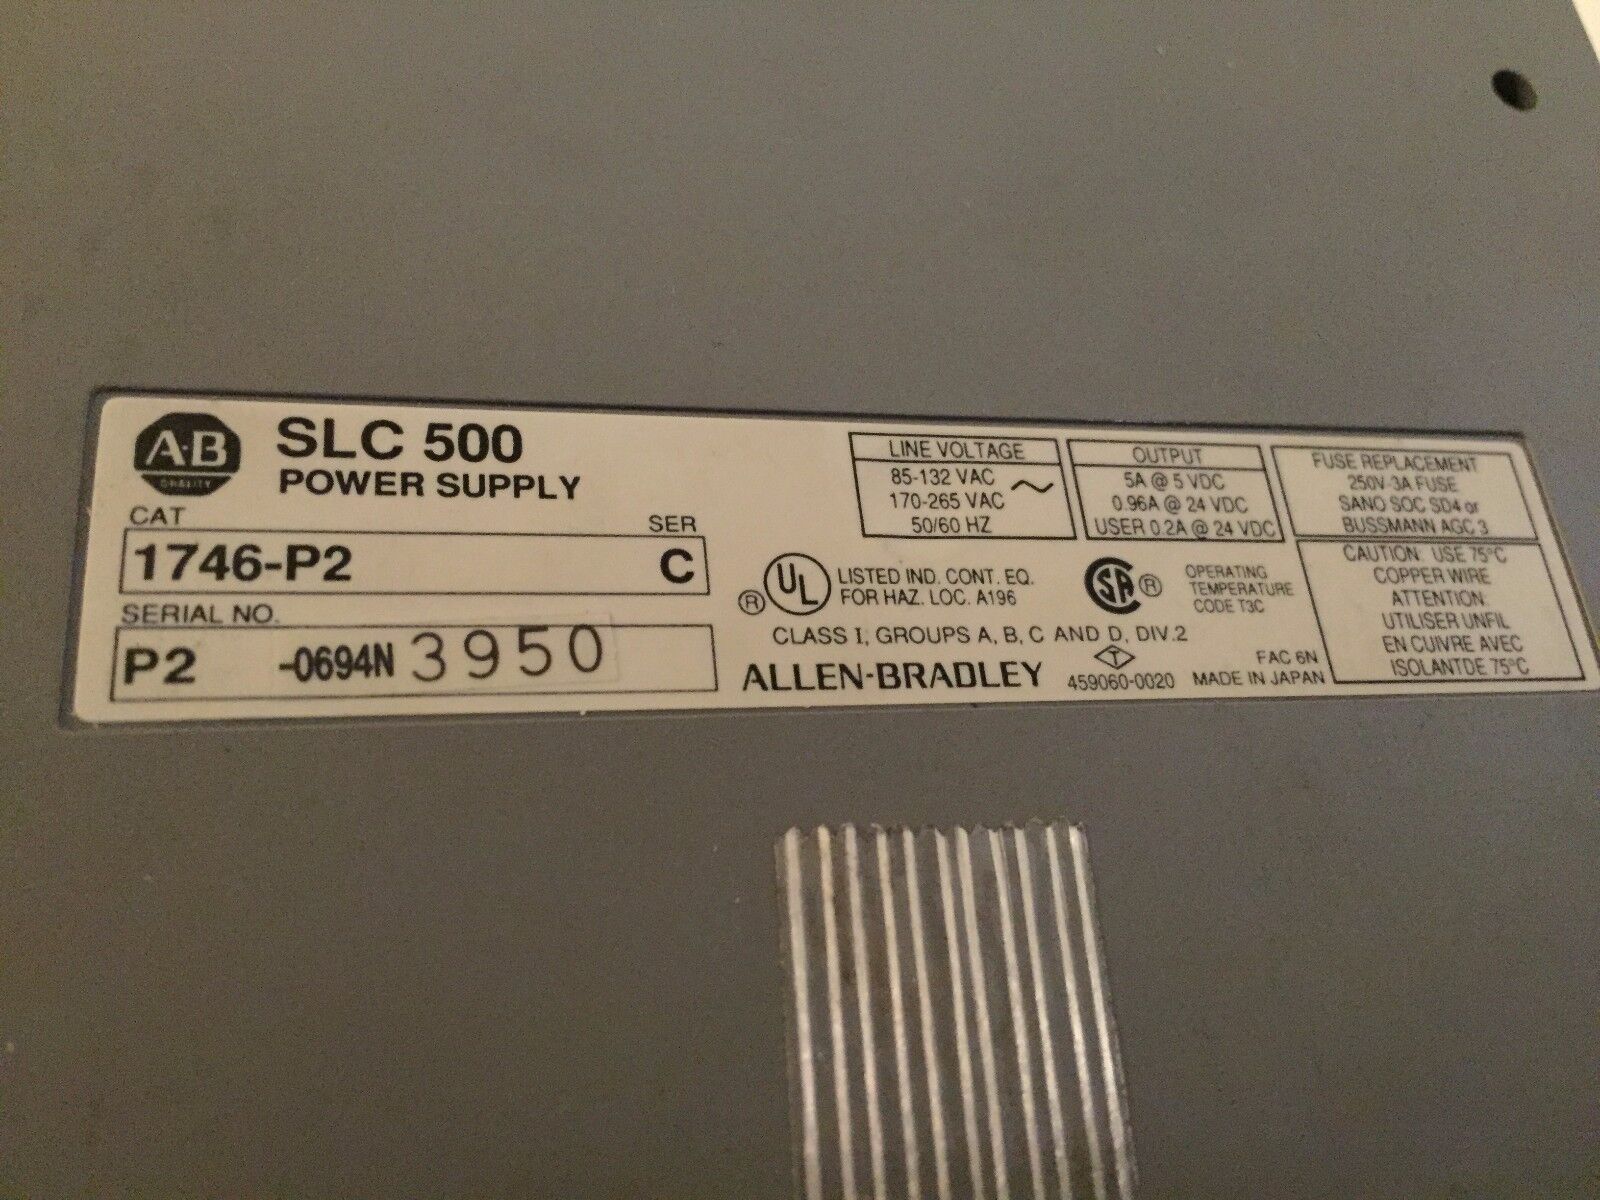 A·B
QUALITY
SLC 500
POWER SUPPLY
CAT
SER
1746-P2
C
SERIAL NO.
P2 -0694N 3950
LINE VOLTAGE
85-132 VAC
170-265 VAC
50/60 HZ
OUTPUT
5A @ 5 VDC
0.96A @ 24 VDC
USER 0.2A @ 24 VDC
FUSE REPLACEMENT
250V-3A FUSE
SANO SOC SD4 or
BUSSMANN AGC 3
® UL
LISTED IND. CONT. EQ.
FOR HAZ. LOC. A196
SA ®
OPERATING
TEMPERATURE
CODE T3C
CLASS I, GROUPS A, B, C AND D, DIV.2
ALLEN-BRADLEY
T
459060-0020
FAC 6N
MADE IN JAPAN
CAUTION: USE 75°C
COPPER WIRE
ATTENTION:
UTILISER UNFIL
EN CUIVRE AVEC
ISOLANTDE 75°C